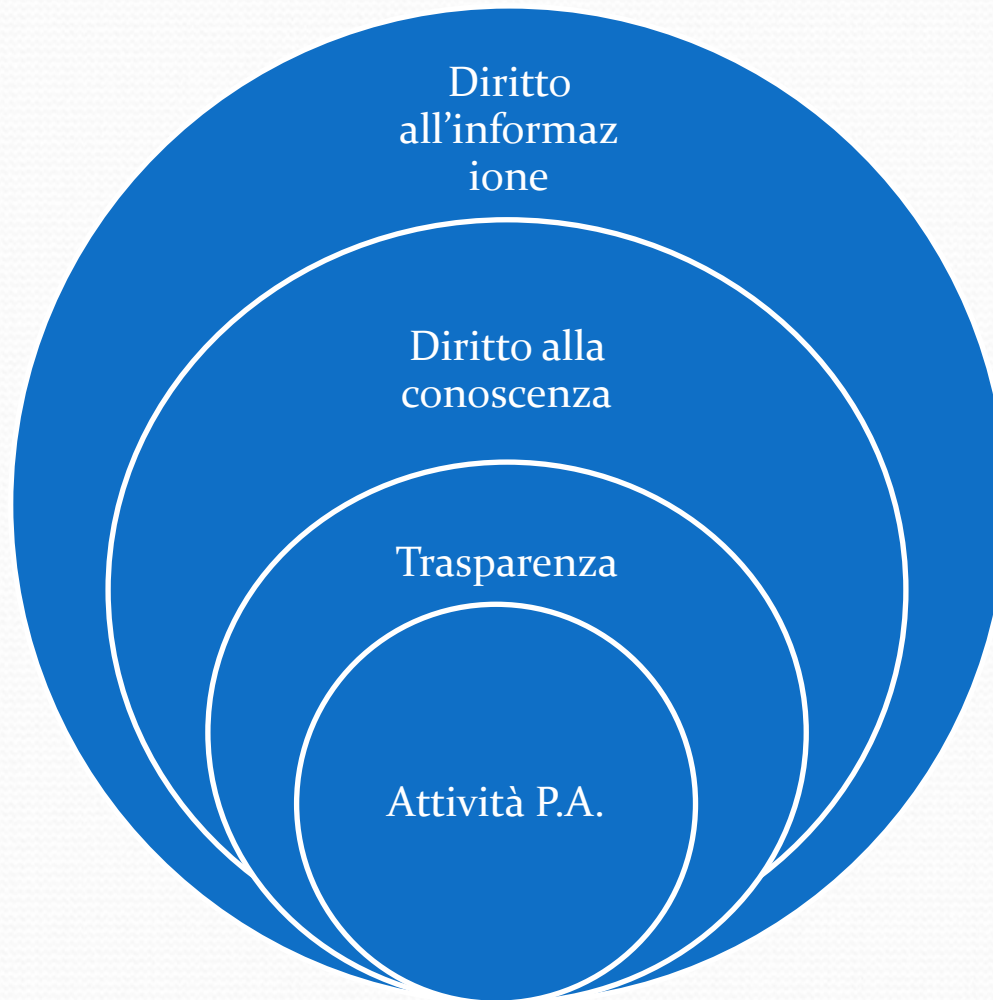 Diritto
all’informaz
ione
Diritto alla
conoscenza
Trasparenza
Attività P.A.